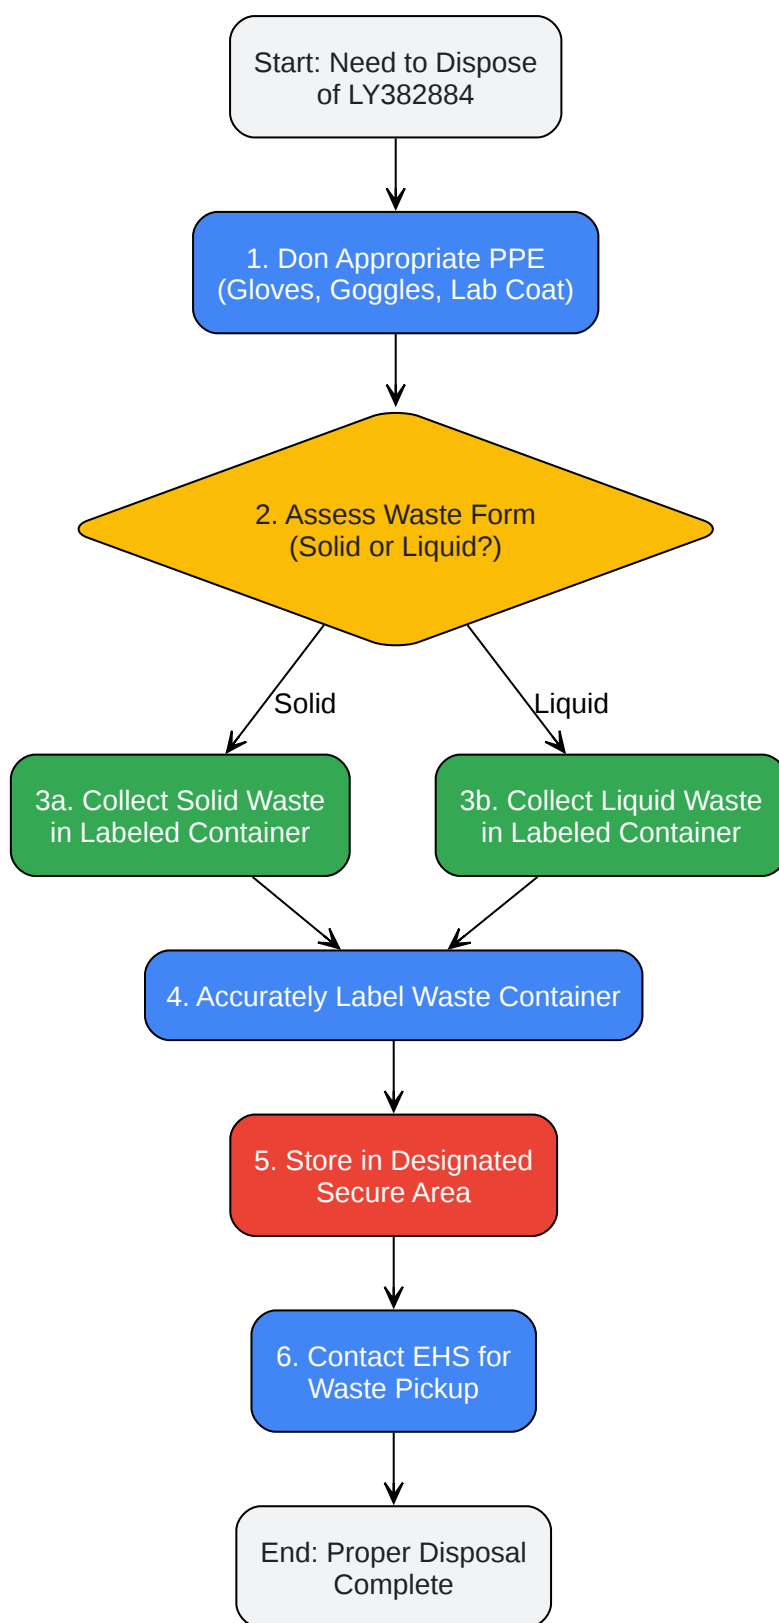 Start: Need to Dispose
of LY382884
1. Don Appropriate PPE
(Gloves, Goggles, Lab Coat)
2. Assess Waste Form
(Solid or Liquid?)
Solid
Liquid
3a. Collect Solid Waste
in Labeled Container
3b. Collect Liquid Waste
in Labeled Container
4. Accurately Label Waste Container
5. Store in Designated
Secure Area
6. Contact EHS for
Waste Pickup
End: Proper Disposal
Complete